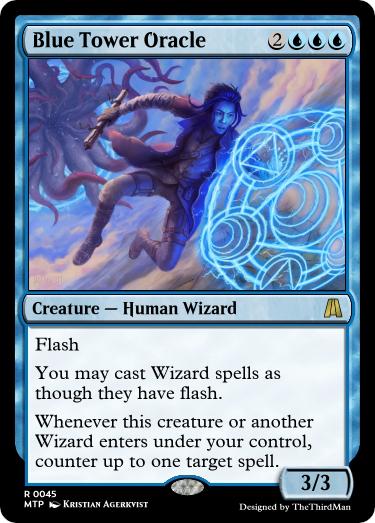 Blue Tower Oracle 2
Creature — Human Wizard
Flash
You may cast Wizard spells as
though they have flash.
Whenever this creature or another
Wizard enters under your control,
counter up to one target spell.
3/3
R 0045
MTP Kristian Agerkvist
Designed by TheThirdMan